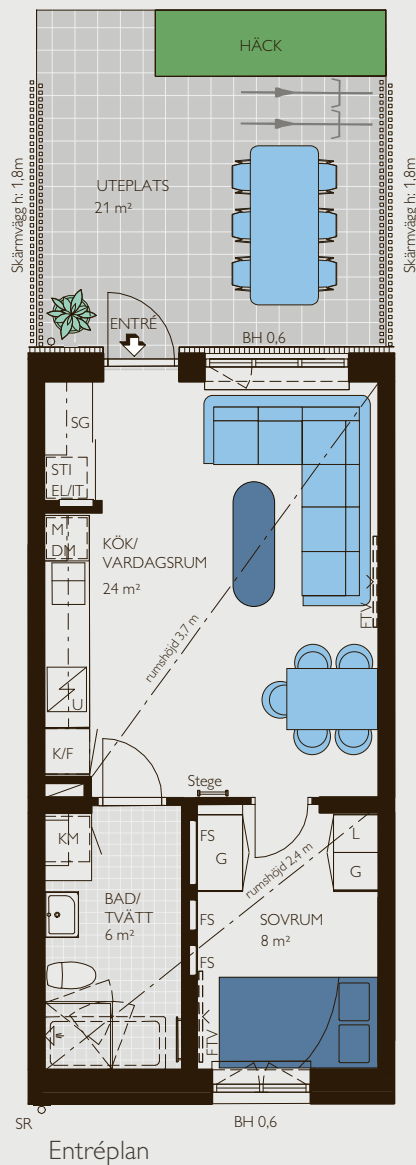 HÄCK
Skärmvägg h: 1,8m
Skärmvägg h: 1,8m
UTEPLATS
21 m²
ENTRÉ
BH 0,6
SG
STI
EL/IT
M
DM
KÖK/
VARDAGSRUM
24 m²
rumshöjd 3,7 m
FTV
U
K/F
Stege
KM
FS
G
L
G
rumshöjd 2,4 m
BAD/
TVÄTT
6 m²
FS
SOVRUM
8 m²
FS
FTV
SR
BH 0,6
Entréplan